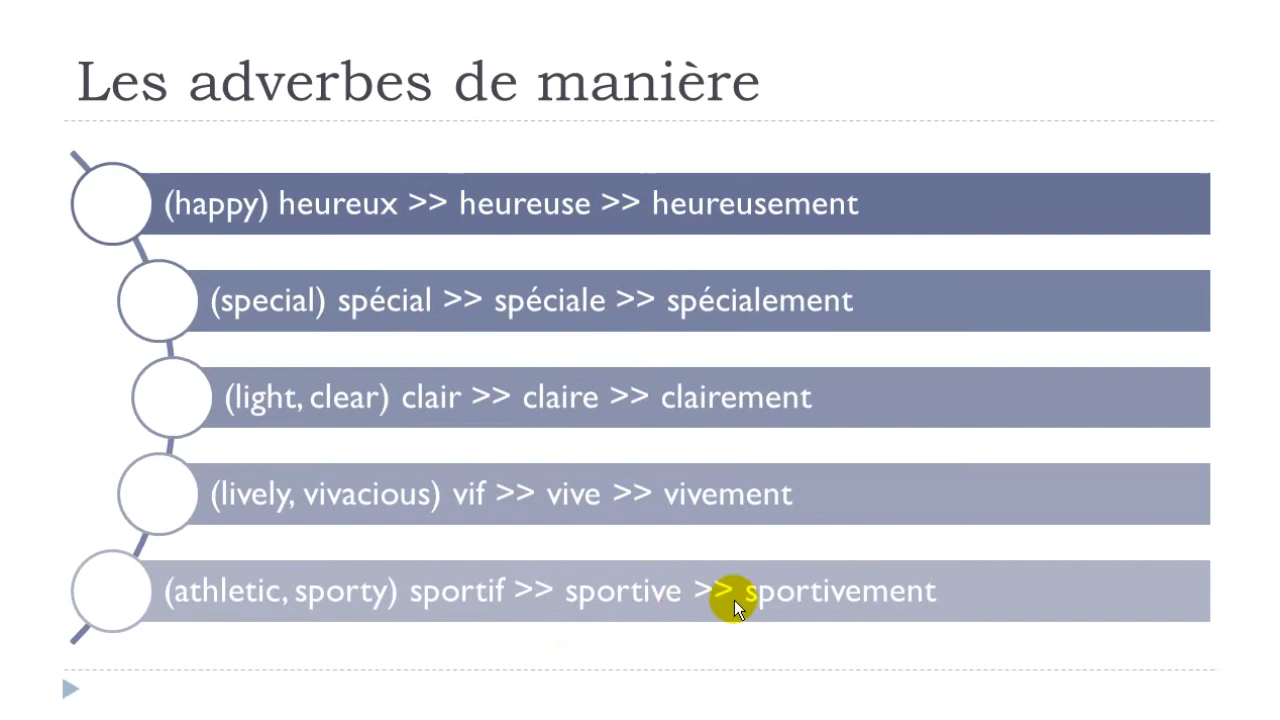 Les adverbes de manière
(happy) heureux >> heureuse >> heureusement
(special) spécial >> spéciale >> spécialement
(light, clear) clair >> claire >> clairement
(lively, vivacious) vif >> vive >> vivement
(athletic, sporty) sportif >> sportive >> sportivement